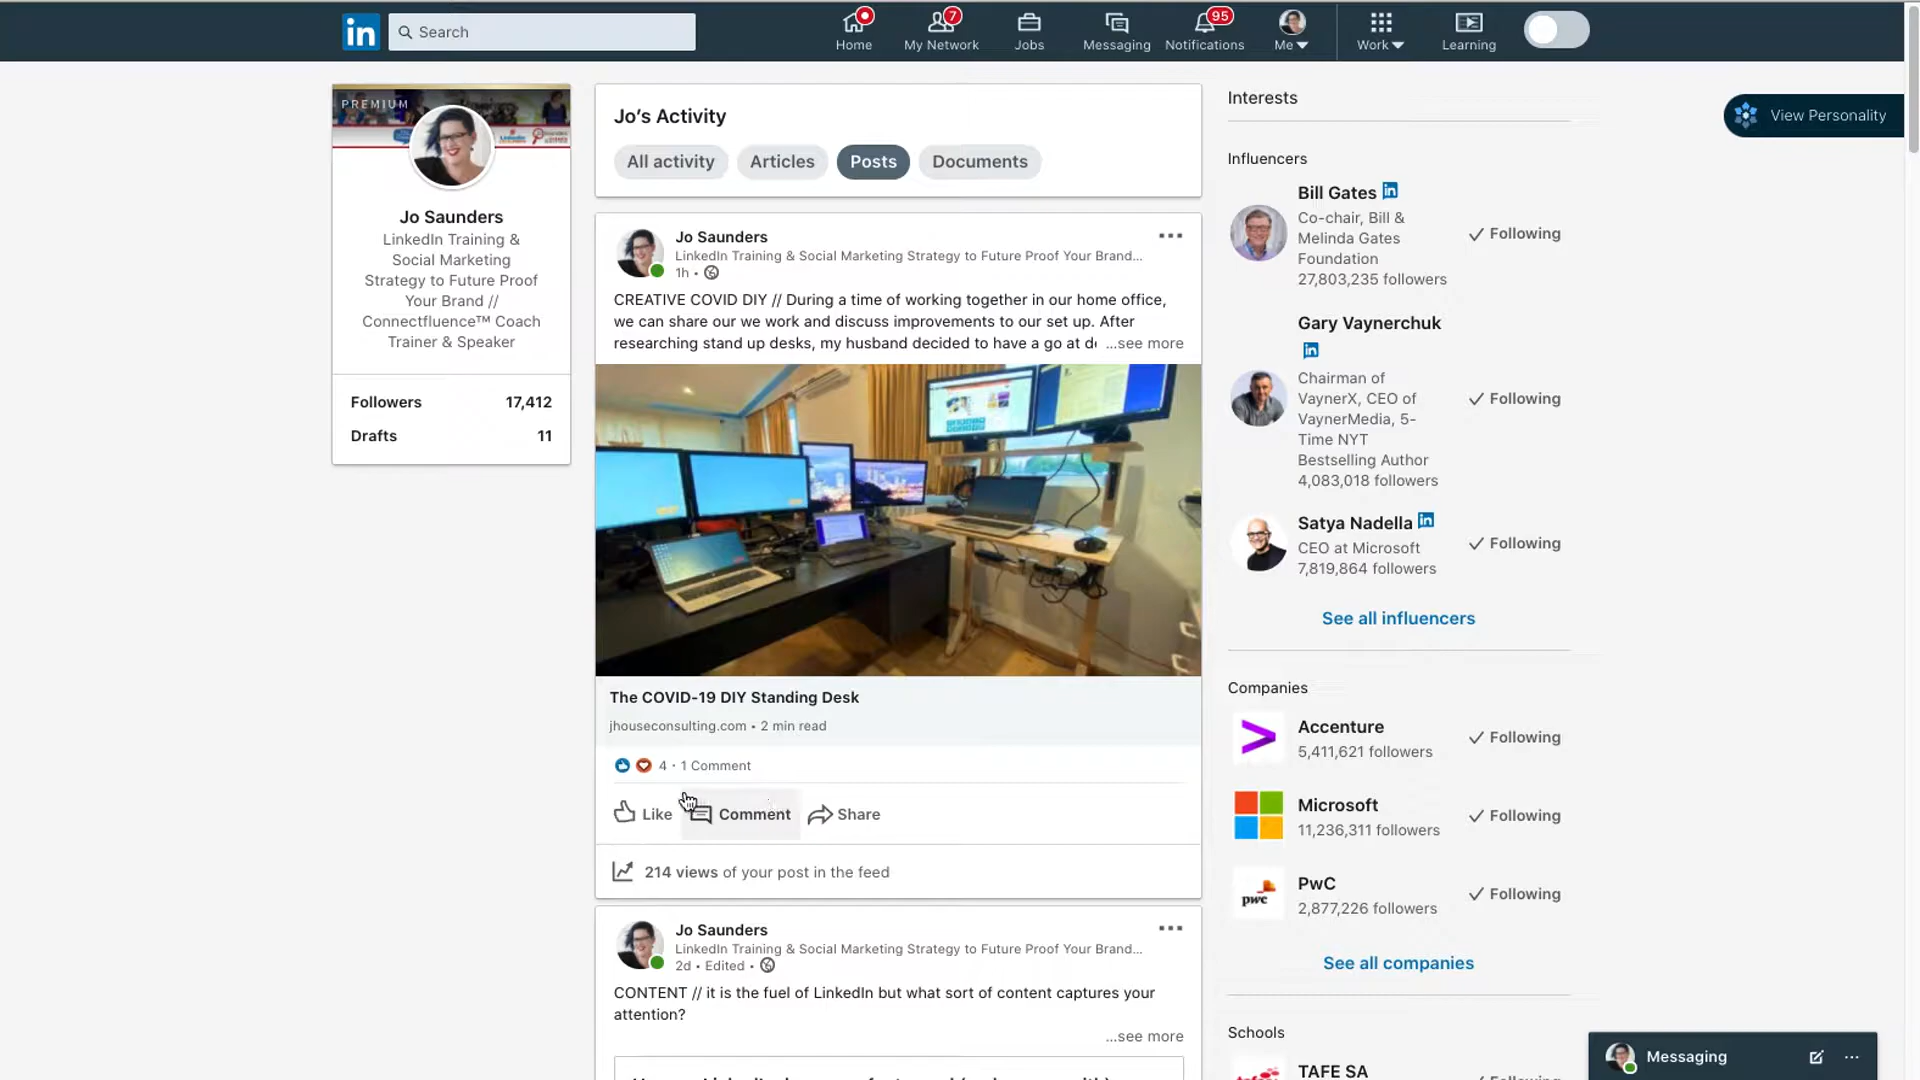 in
Search
Home
My Network
7
Jobs
Messaging
Notifications
95
Me
Work
Learning
PREMIUM
Jo Saunders
LinkedIn Training &
Social Marketing
Strategy to Future Proof
Your Brand //
Connectfluence™ Coach
Trainer & Speaker
Followers 17,412
Drafts 11
Jo's Activity
All activity
Articles
Posts
Documents
Jo Saunders
LinkedIn Training & Social Marketing Strategy to Future Proof Your Brand...
1h •
CREATIVE COVID DIY // During a time of working together in our home office,
we can share our we work and discuss improvements to our set up. After
researching stand up desks, my husband decided to have a go at ...see more
The COVID-19 DIY Standing Desk
jhouseconsulting.com • 2 min read
4 · 1 Comment
Like
Comment
Share
214 views of your post in the feed
Jo Saunders
LinkedIn Training & Social Marketing Strategy to Future Proof Your Brand...
2d • Edited •
CONTENT // it is the fuel of LinkedIn but what sort of content captures your
attention?
...see more
Interests
Influencers
Bill Gates in
Co-chair, Bill &
Melinda Gates
Foundation
27,803,235 followers
Following
Gary Vaynerchuk
in
Chairman of
VaynerX, CEO of
VaynerMedia, 5-
Time NYT
Bestselling Author
4,083,018 followers
Following
Satya Nadella in
CEO at Microsoft
7,819,864 followers
Following
See all influencers
Companies
Accenture
5,411,621 followers
Following
Microsoft
11,236,311 followers
Following
pwc
PwC
2,877,226 followers
Following
See all companies
Schools
TAFE SA
View Personality
Messaging